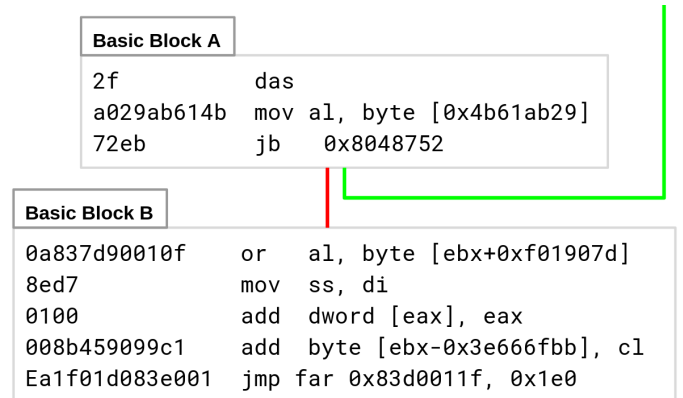 Basic Block A
2f das
a029ab614b mov al, byte [0x4b61ab29]
72eb jb 0x8048752
Basic Block B
0a837d90010f or al, byte [ebx+0xf01907d]
8ed7 mov ss, di
0100 add dword [eax], eax
008b459099c1 add byte [ebx-0x3e666fbb], cl
Ea1f01d083e001 jmp far 0x83d0011f, 0x1e0